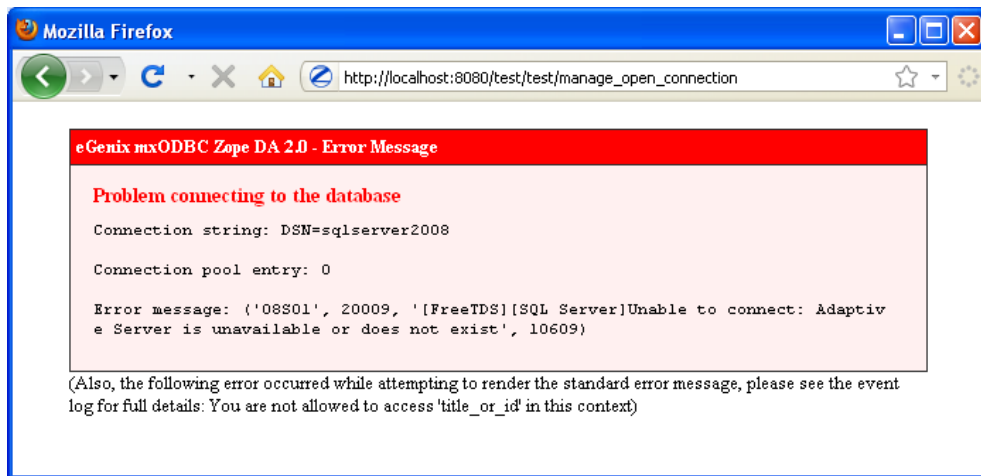 Mozilla Firefox
http://localhost:8080/test/test/manage_open_connection
eGenix mxODBC Zope DA 2.0 - Error Message
Problem connecting to the database
Connection string: DSN=sqlserver2008
Connection pool entry: 0
Error message: ('08S01', 20009, '[FreeTDS][SQL Server]Unable to connect: Adaptiv
e Server is unavailable or does not exist', 10609)
(Also, the following error occurred while attempting to render the standard error message, please see the event
log for full details: You are not allowed to access 'title_or_id' in this context)